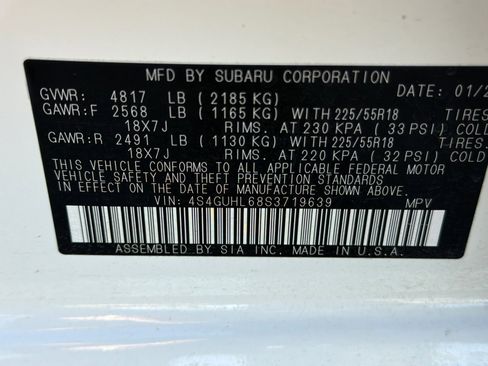 MFD BY SUBARU CORPORATION
GVWR: 4817 LB (2185 KG) DATE: 01/2
GAWR:F 2568 LB (1165 KG) WITH 225/55R18 TIRES
18X7J RIMS. AT 230 KPA (33 PSI) COLD
GAWR:R 2491 LB (1130 KG) WITH 225/55R18 TIRES.
18X7J RIMS. AT 220 KPA (32 PSI) COLD
THIS VEHICLE CONFORMS TO ALL APPLICABLE FEDERAL MOTOR
VEHICLE SAFETY AND THEFT PREVENTION STANDARDS
IN EFFECT ON THE DATE OF MANUFACTURE SHOWN ABOVE.
VIN: 4S4GUHL68S3719639 MPV
ASSEMBLED BY SIA INC. MADE IN U.S.A.